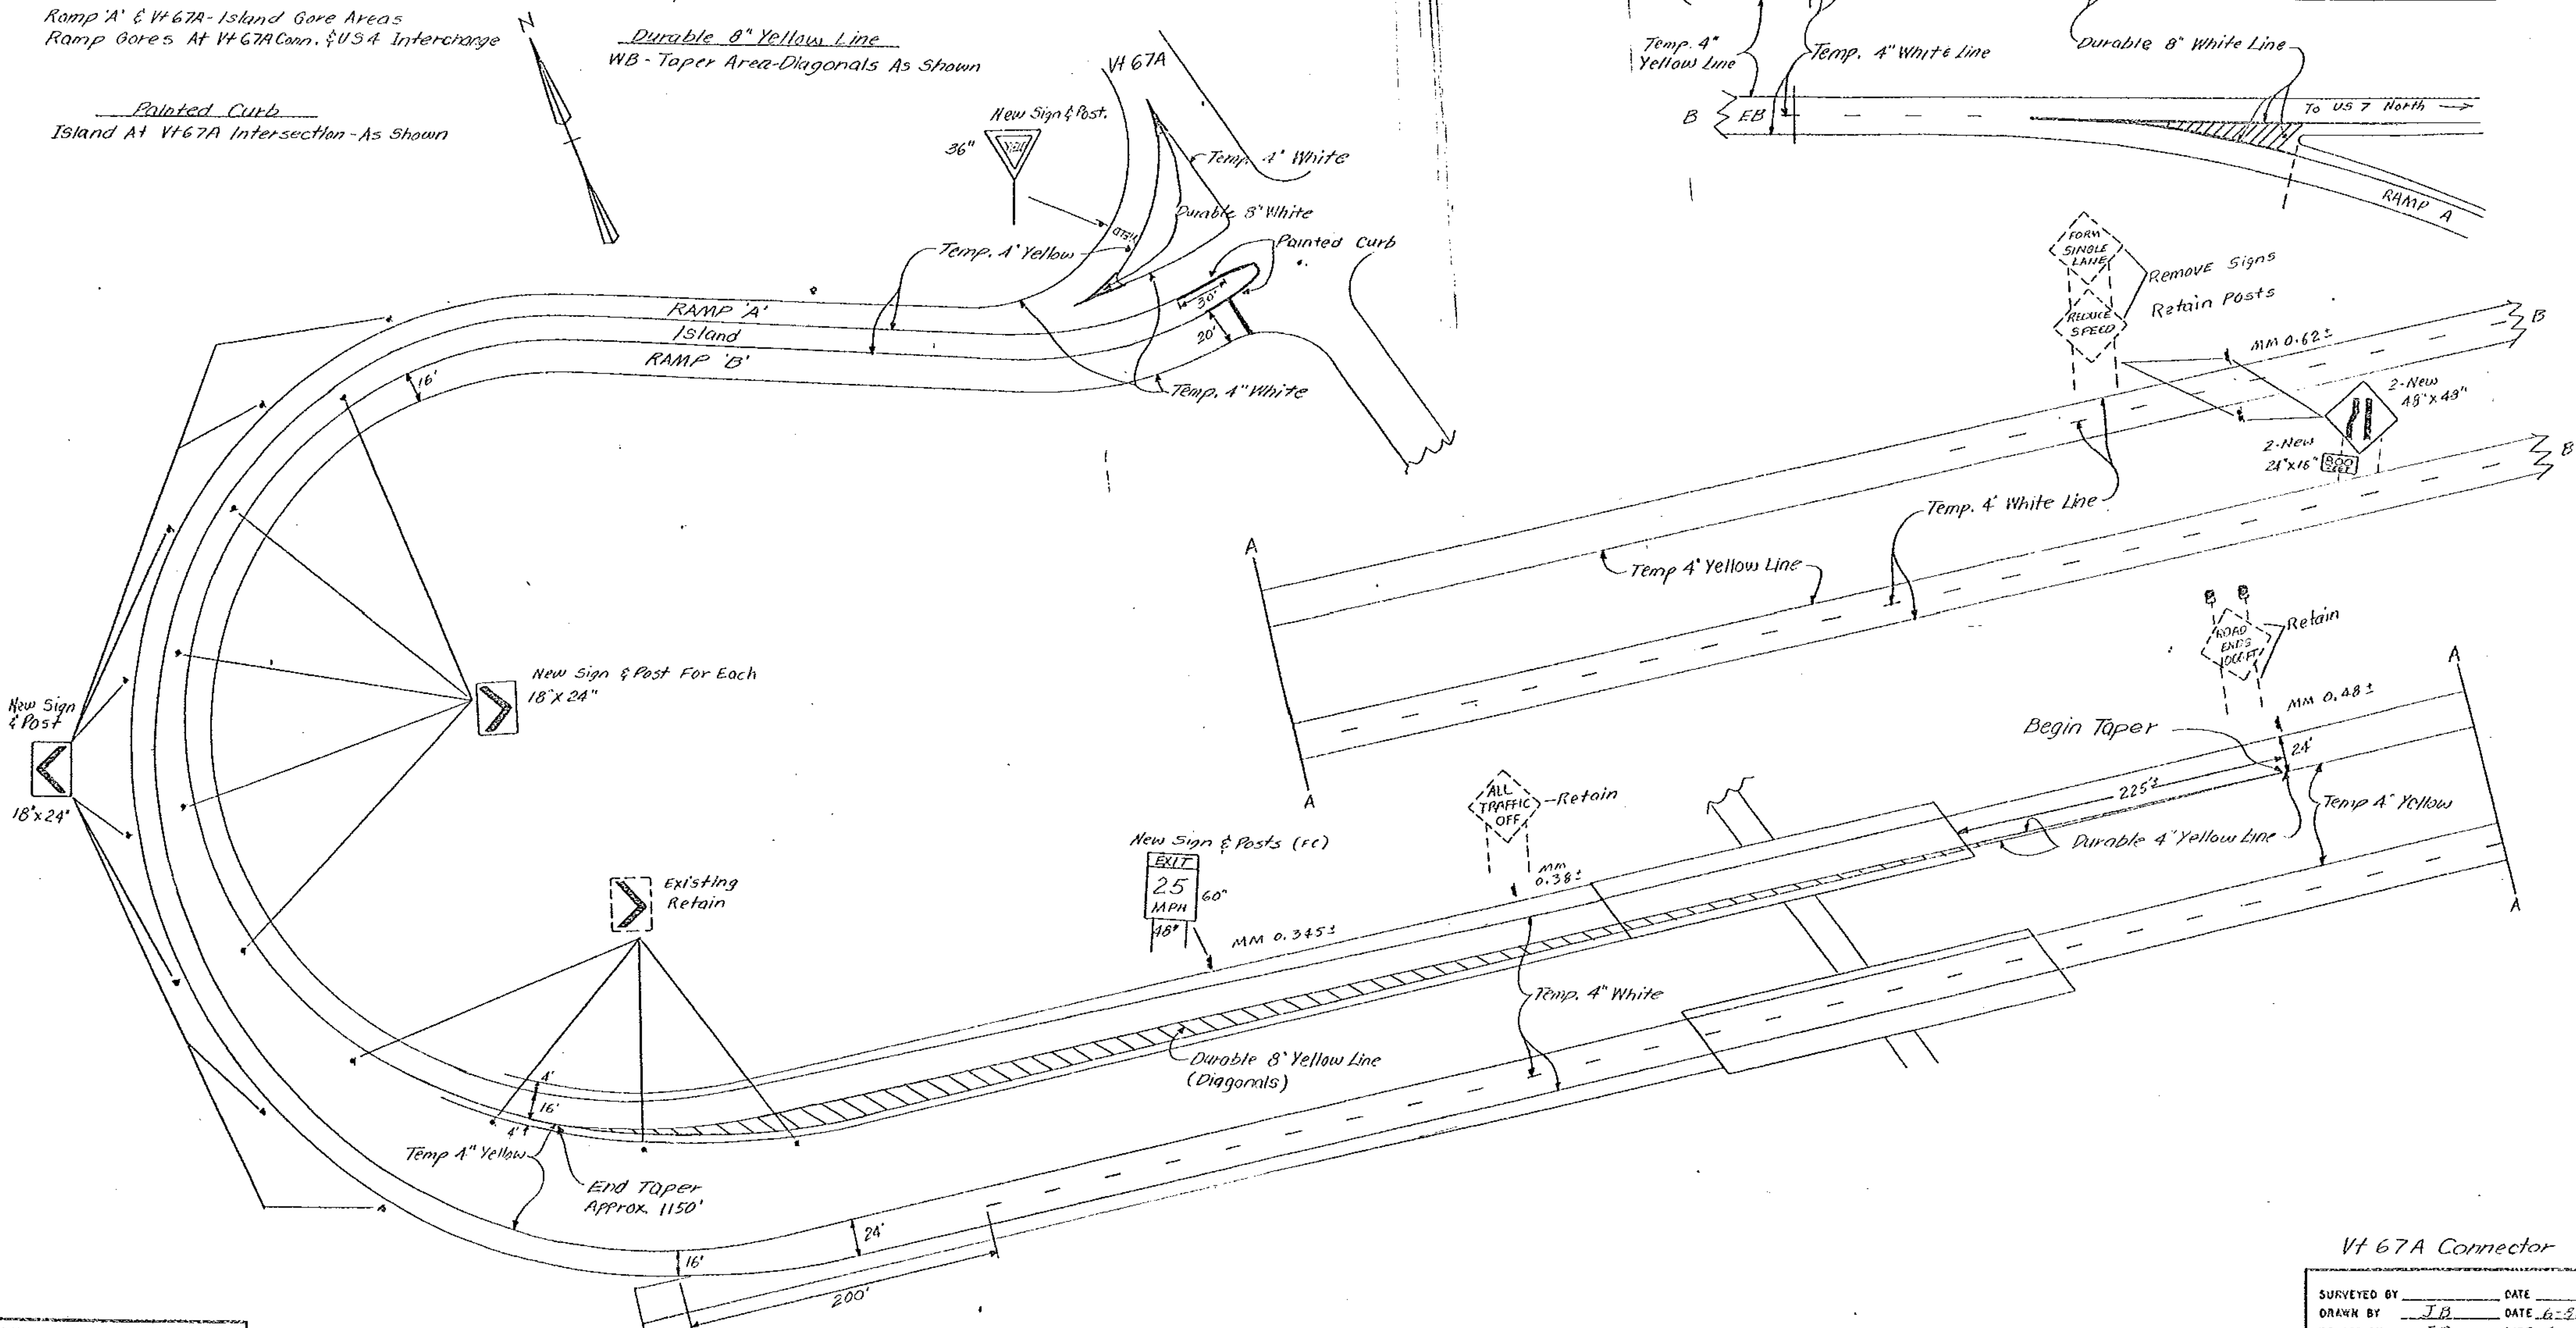 Ramp 'A' & Vt 67A - Island Gore Areas
Ramp Gores At Vt 67A Conn. & US 4 Interchange
Painted Curb
Island At Vt 67A Intersection - As Shown
N
Durable 8" Yellow Line
WB - Taper Area - Diagonals As Shown
Vt 67A
New Sign & Post.
36"
YIELD
Temp. 4" White
Durable 8" White
YIELD
Temp. 4" Yellow
Painted Curb
30'
20'
RAMP 'A'
Island
RAMP 'B'
16'
Temp. 4" White
Temp. 4"
Yellow Line
Temp. 4" White Line
Durable 8" White Line
B
EB
To US 7 North
RAMP A
FORM
SINGLE
LANE
REDUCE
SPEED
Remove Signs
Retain Posts
MM 0.62±
B
2-New
48"x48"
2-New
24"x18"
800
FEET
B
Temp. 4" White Line
A
Temp 4" Yellow Line
A
ROAD
ENDS
1000 FT
Retain
A
MM 0.48±
Begin Taper
24'
225'±
Temp 4" Yellow
Durable 4" Yellow Line
A
ALL
TRAFFIC
OFF
Retain
MM
0.38±
New Sign & Posts (FC)
EXIT
25
MPH
60"
48"
MM 0.345±
Temp. 4" White
Durable 8" Yellow Line
(Diagonals)
New Sign & Post For Each
18"x24"
New Sign
& Post
18"x24"
Existing
Retain
4'
16'
4'
Temp 4" Yellow
End Taper
Approx. 1150'
24'
16'
200'
Vt 67A Connector
SURVEYED BY
DATE
DRAWN BY
JB
DATE